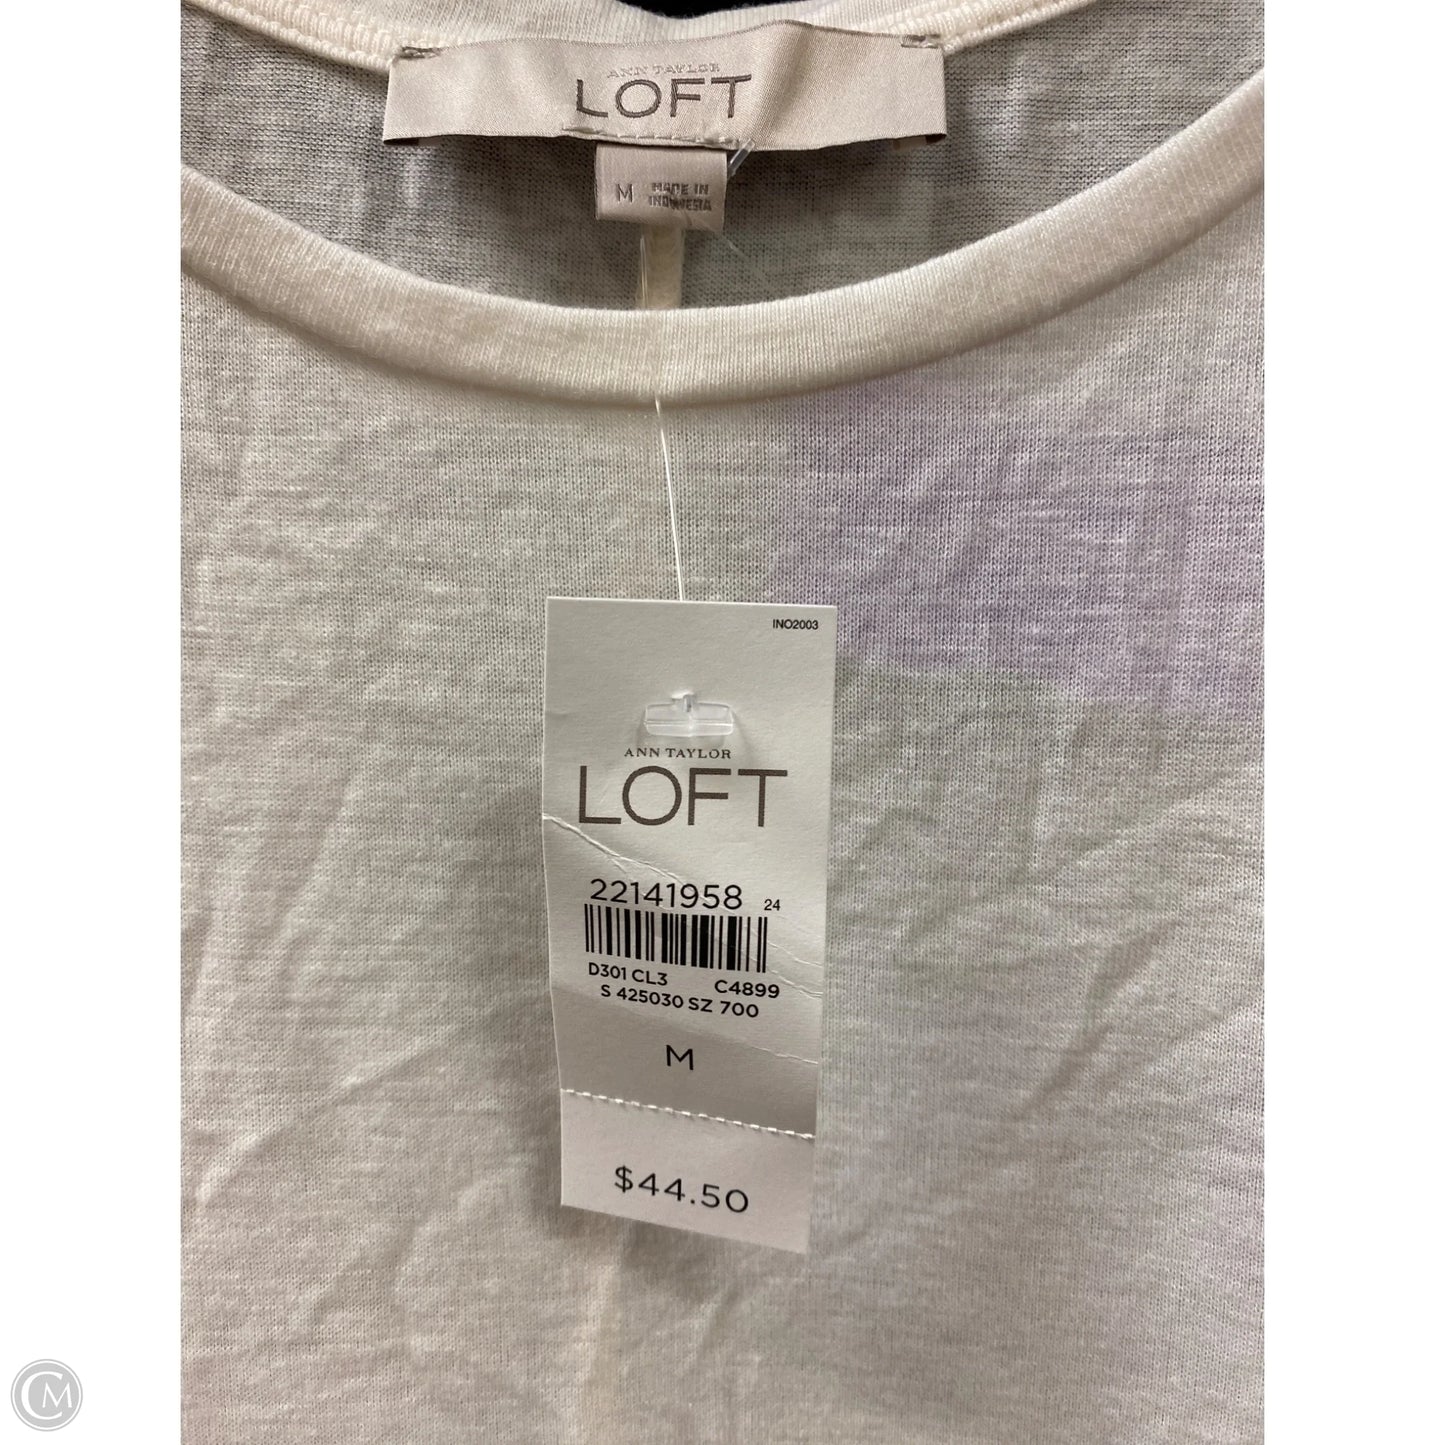 ANN TAYLOR
LOFT
M
MADE IN
INDONESIA
INO2003
ANN TAYLOR
LOFT
22141958 24
D301 CL3 C4899
S 425030 SZ 700
M
$44.50
CM